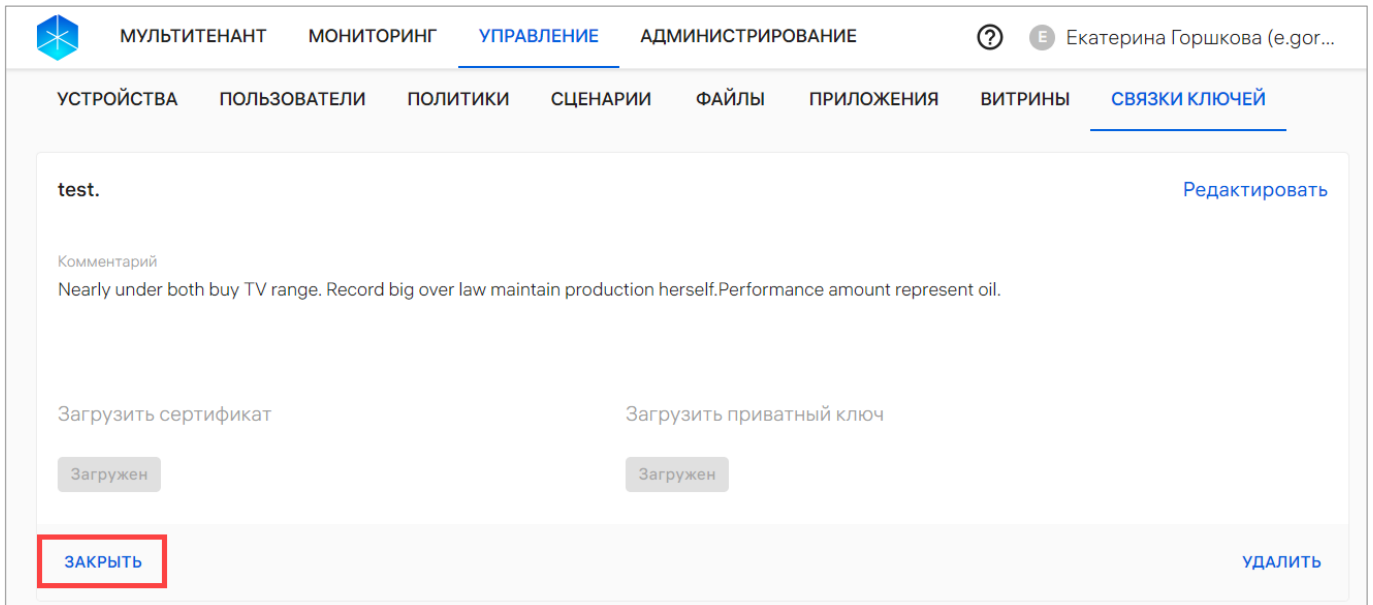 МУЛЬТИТЕНАНТ МОНИТОРИНГ УПРАВЛЕНИЕ АДМИНИСТРИРОВАНИЕ ? Е Екатерина Горшкова (e.gor...
УСТРОЙСТВА ПОЛЬЗОВАТЕЛИ ПОЛИТИКИ СЦЕНАРИИ ФАЙЛЫ ПРИЛОЖЕНИЯ ВИТРИНЫ СВЯЗКИ КЛЮЧЕЙ
test. Редактировать
Комментарий
Nearly under both buy TV range. Record big over law maintain production herself.Performance amount represent oil.
Загрузить сертификат Загрузить приватный ключ
Загружен Загружен
ЗАКРЫТЬ УДАЛИТЬ